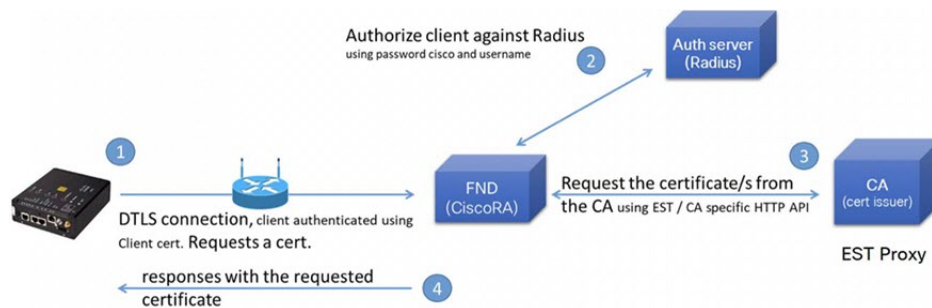 Authorize client against Radius
using password cisco and username
2
Auth server
(Radius)
1
3
FND
(CiscoRA)
Request the certificate/s from
the CA using EST / CA specific HTTP API
CA
(cert issuer)
DTLS connection, client authenticated using
Client cert. Requests a cert.
EST Proxy
responses with the requested
certificate
4